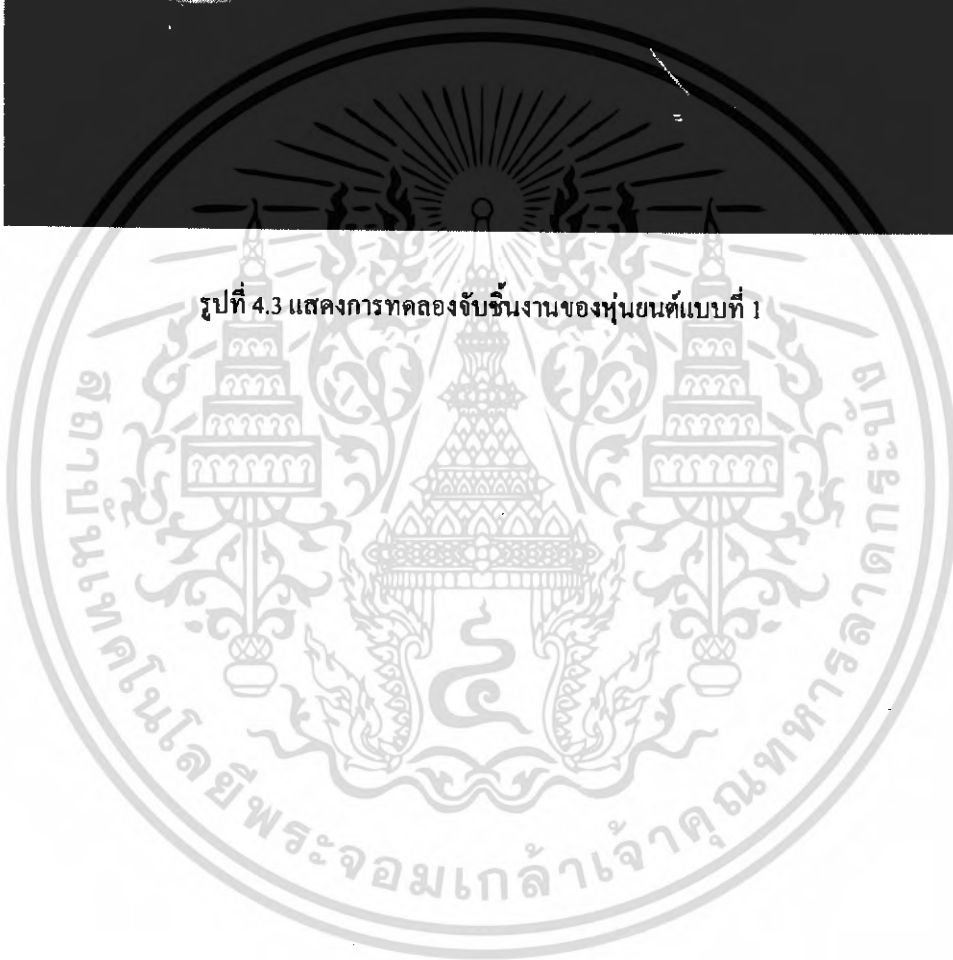 รูปที่ 4.3 แสดงการทดลองจับชิ้นงานของหุ่นยนต์แบบที่ 1
สถาบันเทคโนโลยีพระจอมเกล้าเจ้าคุณทหารลาดกระบัง
๔